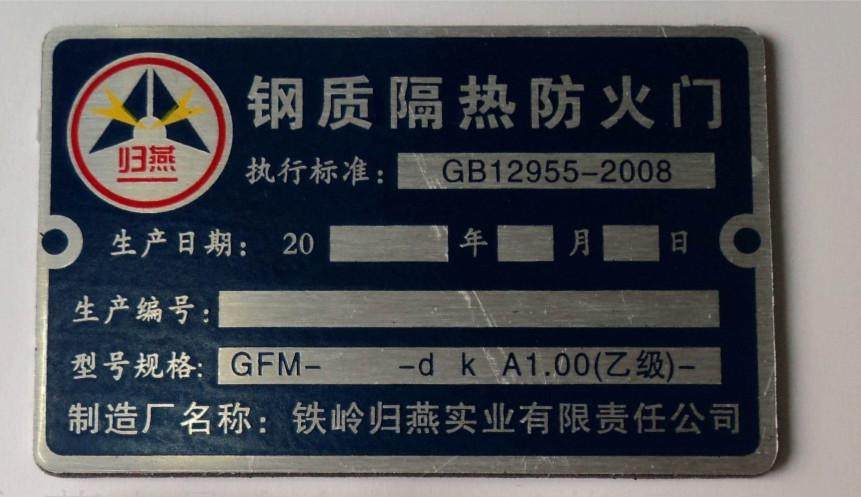 钢质隔热防火门
归燕
执行标准：GB12955-2008
生产日期：20 年 月 日
生产编号：
型号规格：GFM- -d k A1.00(乙级)-
制造厂名称：铁岭归燕实业有限责任公司